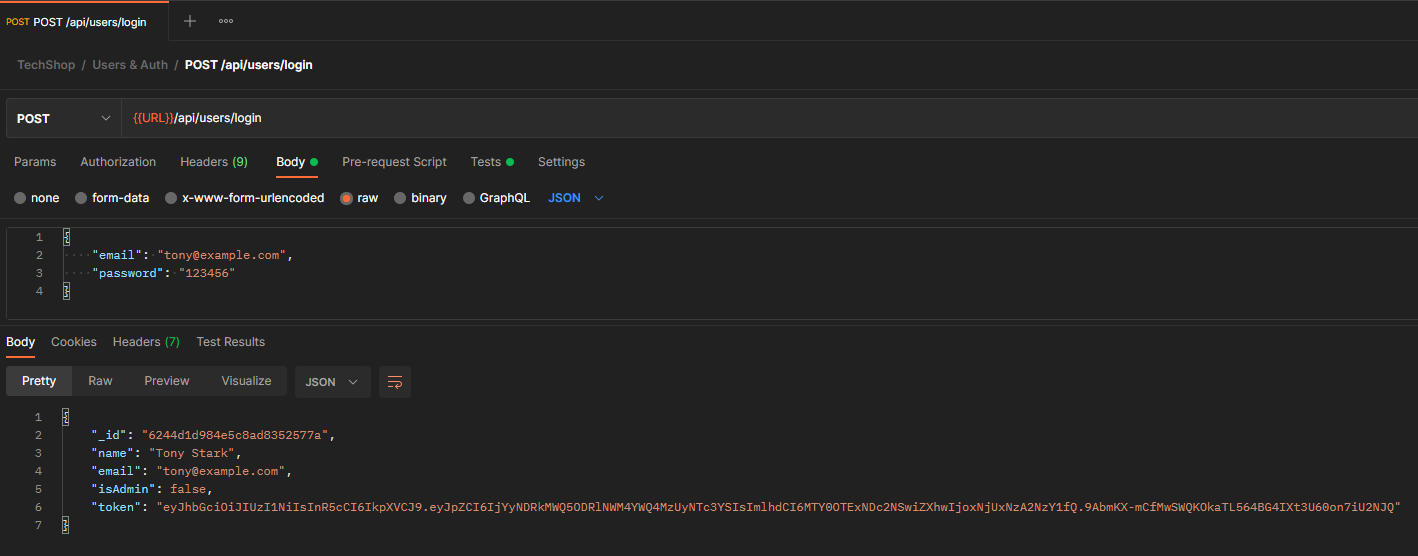 POST POST /api/users/login
TechShop / Users & Auth / POST /api/users/login
POST {{URL}}/api/users/login
Params Authorization Headers (9) Body Pre-request Script Tests Settings
none form-data x-www-form-urlencoded raw binary GraphQL JSON
1 {
2 "email": "tony@example.com",
3 "password": "123456"
4 }
Body Cookies Headers (7) Test Results
Pretty Raw Preview Visualize JSON
1 {
2 "_id": "6244d1d984e5c8ad8352577a",
3 "name": "Tony Stark",
4 "email": "tony@example.com",
5 "isAdmin": false,
6 "token": "eyJhbGciOiJIUzI1NiIsInR5cCI6IkpXVCJ9.eyJpZCI6IjYyNDRkMWQ5ODRlNWM4YWQ4MzUyNTc3YSIsImlhdCI6MTY0OTExNDc2NSwiZXhwIjoxNjUxNzA2NzY1fQ.9AbmKX-mCfMwSWQKOkaTL564BG4IXt3U60on7iU2NJQ"
7 }